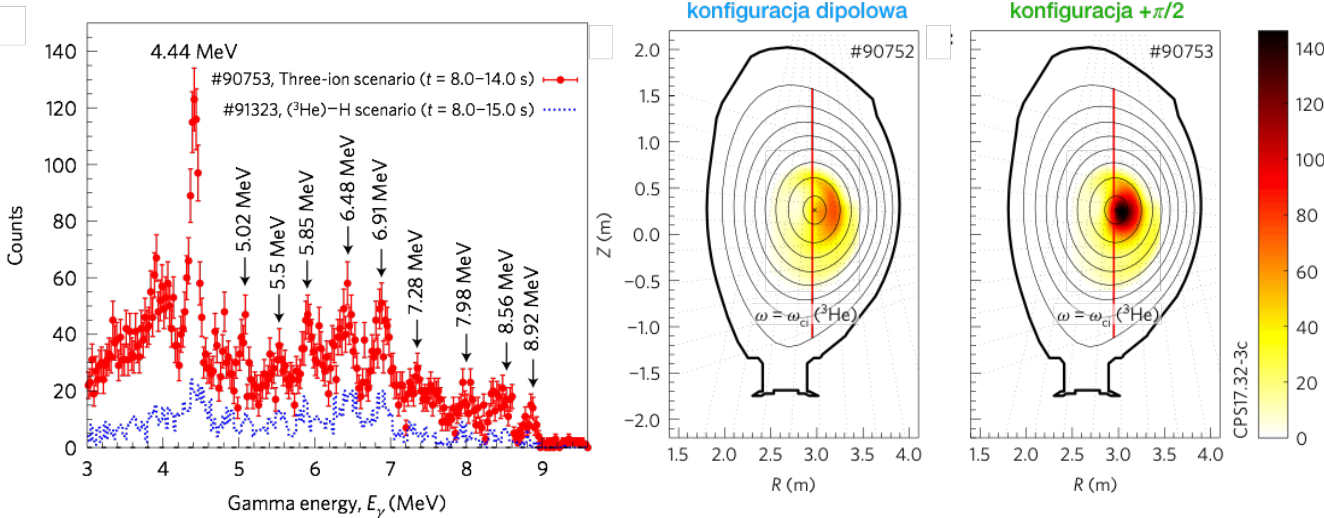 konfiguracja dipolowa
konfiguracja +π/2
140
120
100
80
60
40
20
0
Counts
4.44 MeV
#90753, Three-ion scenario (t = 8.0–14.0 s)
#91323, (³He)–H scenario (t = 8.0–15.0 s)
5.02 MeV
5.5 MeV
5.85 MeV
6.48 MeV
6.91 MeV
7.28 MeV
7.98 MeV
8.56 MeV
8.92 MeV
3 4 5 6 7 8 9
Gamma energy, Eγ (MeV)
#90752
2.0
1.5
1.0
0.5
0.0
−0.5
−1.0
−1.5
−2.0
Z (m)
ω = ωci (³He)
1.5 2.0 2.5 3.0 3.5 4.0
R (m)
#90753
ω = ωci (³He)
1.5 2.0 2.5 3.0 3.5 4.0
R (m)
CPS17.32-3c
140
120
100
80
60
40
20
0